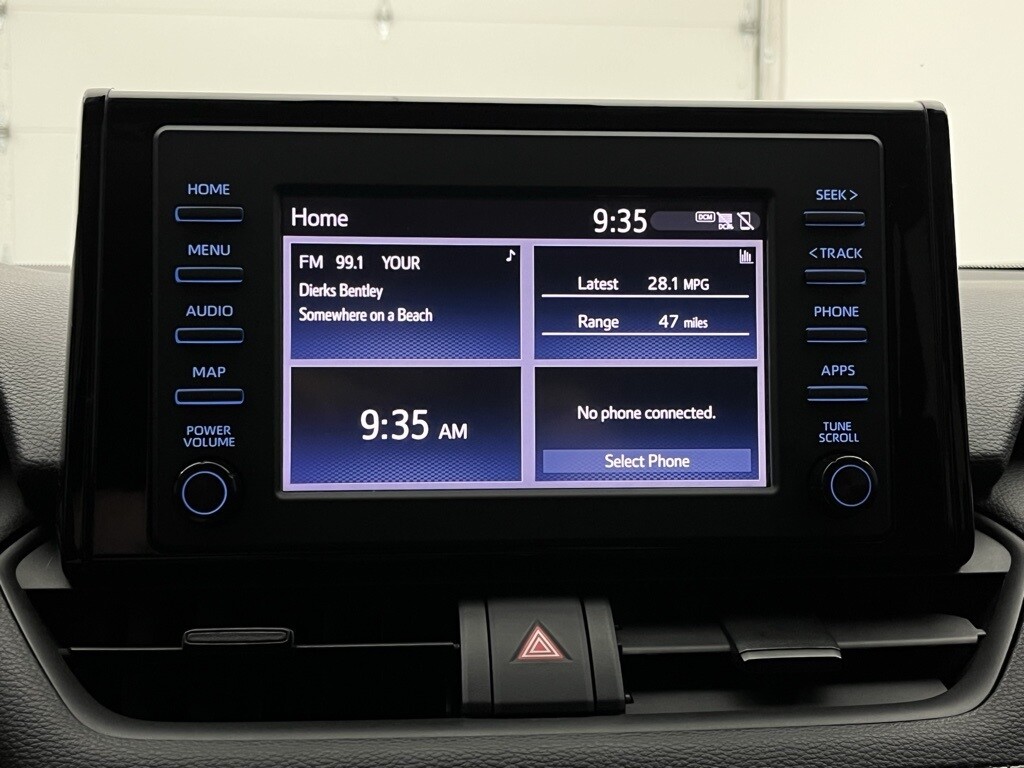 HOME
MENU
AUDIO
MAP
POWER
VOLUME
Home
9:35
DCM
DCM
FM 99.1 YOUR
Dierks Bentley
Somewhere on a Beach
Latest 28.1 MPG
Range 47 miles
9:35 AM
No phone connected.
Select Phone
SEEK >
< TRACK
PHONE
APPS
TUNE
SCROLL